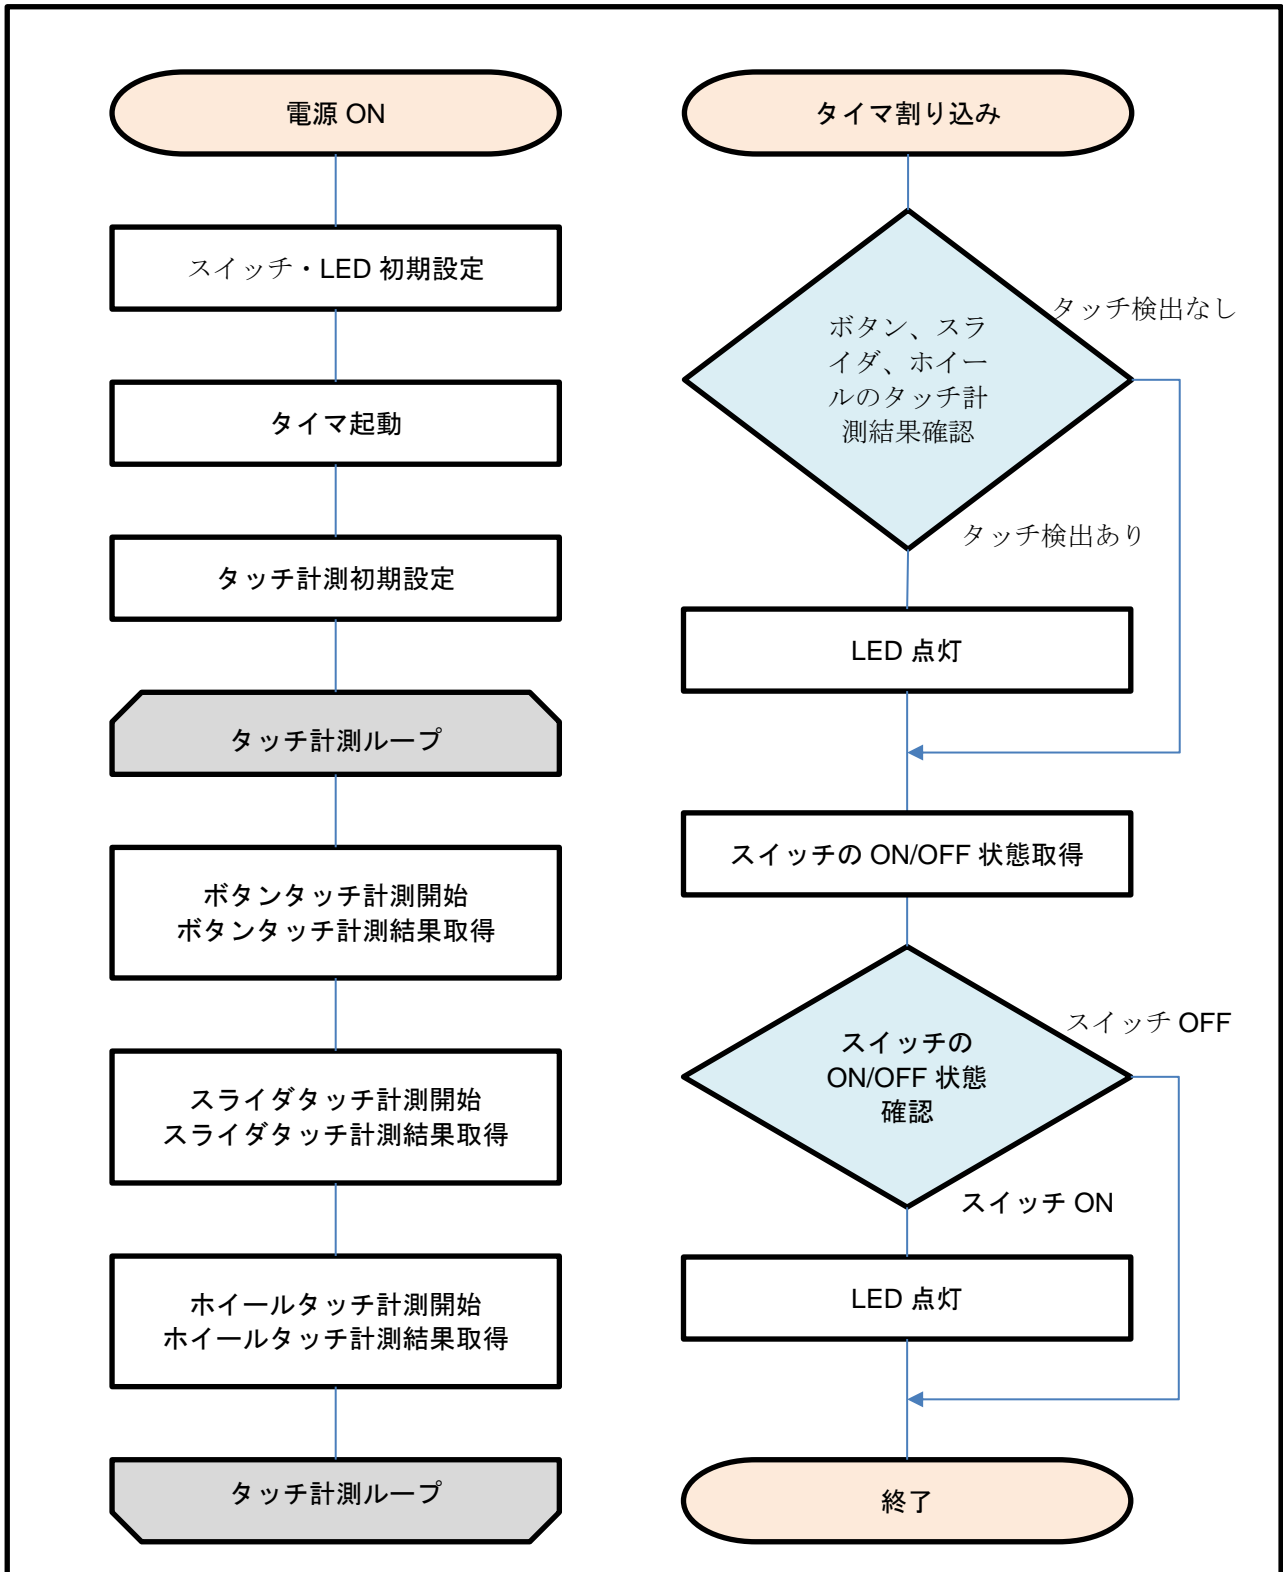 電源 ON
スイッチ・LED 初期設定
タイマ起動
タッチ計測初期設定
タッチ計測ループ
ボタンタッチ計測開始
ボタンタッチ計測結果取得
スライダタッチ計測開始
スライダタッチ計測結果取得
ホイールタッチ計測開始
ホイールタッチ計測結果取得
タッチ計測ループ
タイマ割り込み
ボタン、スラ
イダ、ホイー
ルのタッチ計
測結果確認
タッチ検出なし
タッチ検出あり
LED 点灯
スイッチの ON/OFF 状態取得
スイッチの
ON/OFF 状態
確認
スイッチ OFF
スイッチ ON
LED 点灯
終了